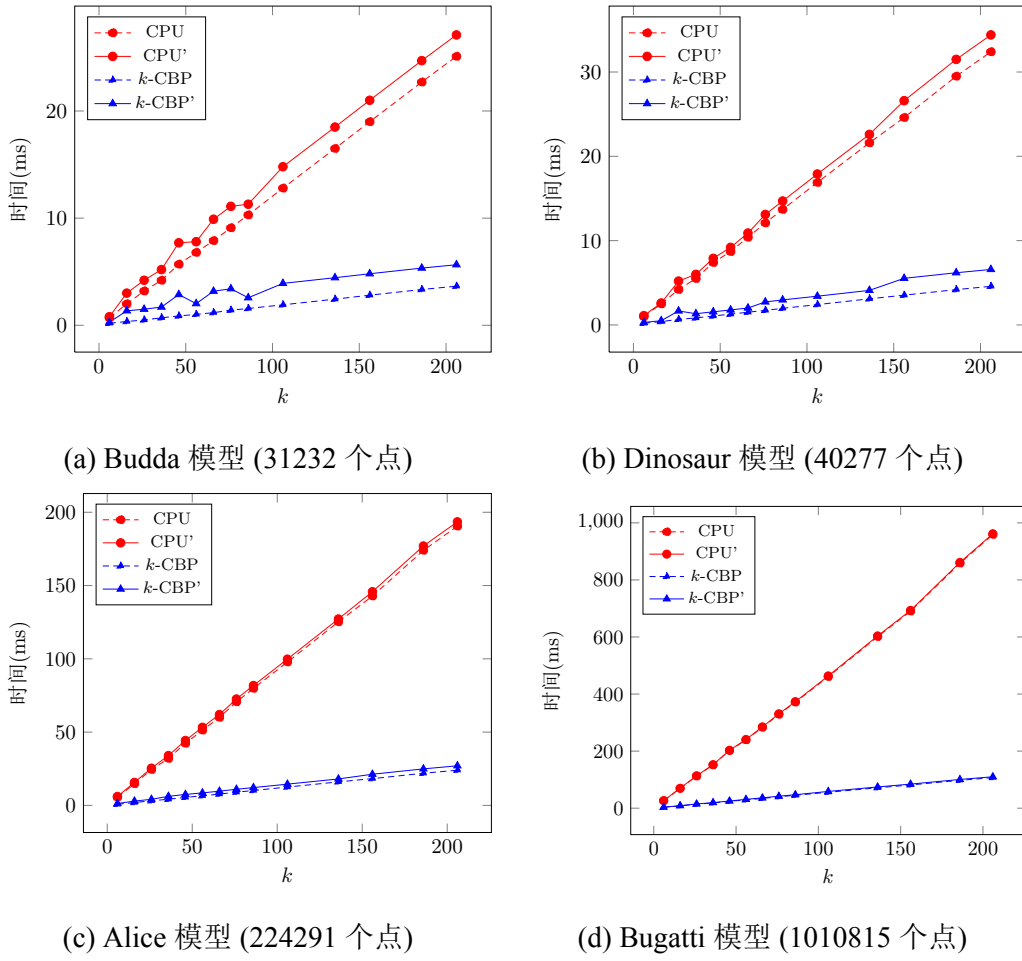 CPU
CPU'
k-CBP
k-CBP'
20
10
0
时间(ms)
0 50 100 150 200
k
(a) Budda 模型 (31232 个点)
CPU
CPU'
k-CBP
k-CBP'
30
20
10
0
时间(ms)
0 50 100 150 200
k
(b) Dinosaur 模型 (40277 个点)
CPU
CPU'
k-CBP
k-CBP'
200
150
100
50
0
时间(ms)
0 50 100 150 200
k
(c) Alice 模型 (224291 个点)
CPU
CPU'
k-CBP
k-CBP'
1,000
800
600
400
200
0
时间(ms)
0 50 100 150 200
k
(d) Bugatti 模型 (1010815 个点)